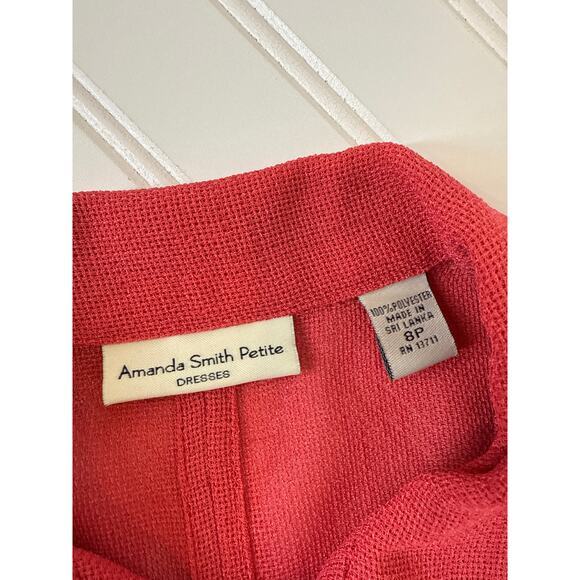 Amanda Smith Petite
DRESSES
100% POLYESTER
MADE IN
SRI LANKA
8P
RN 13711